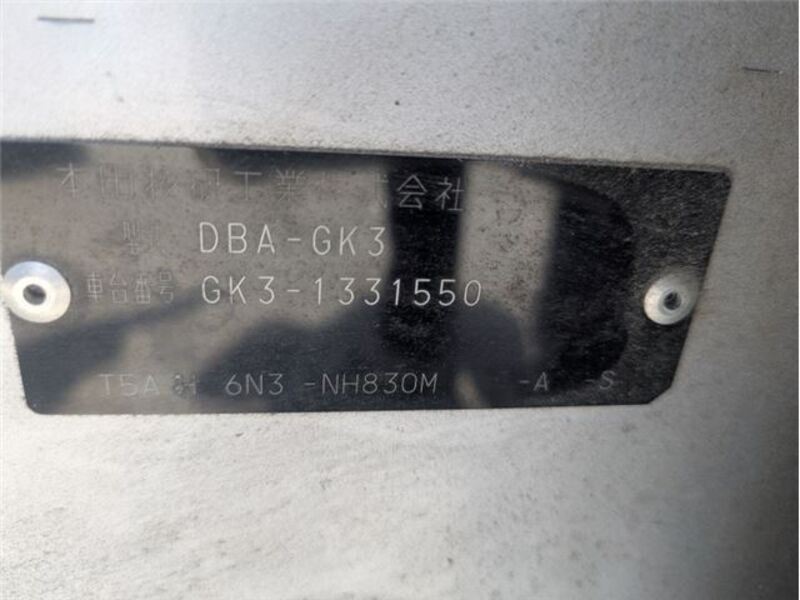 本田技研工業株式会社
型式 DBA-GK3
車台番号 GK3-1331550
T5A 6N3 -NH830M -A -S